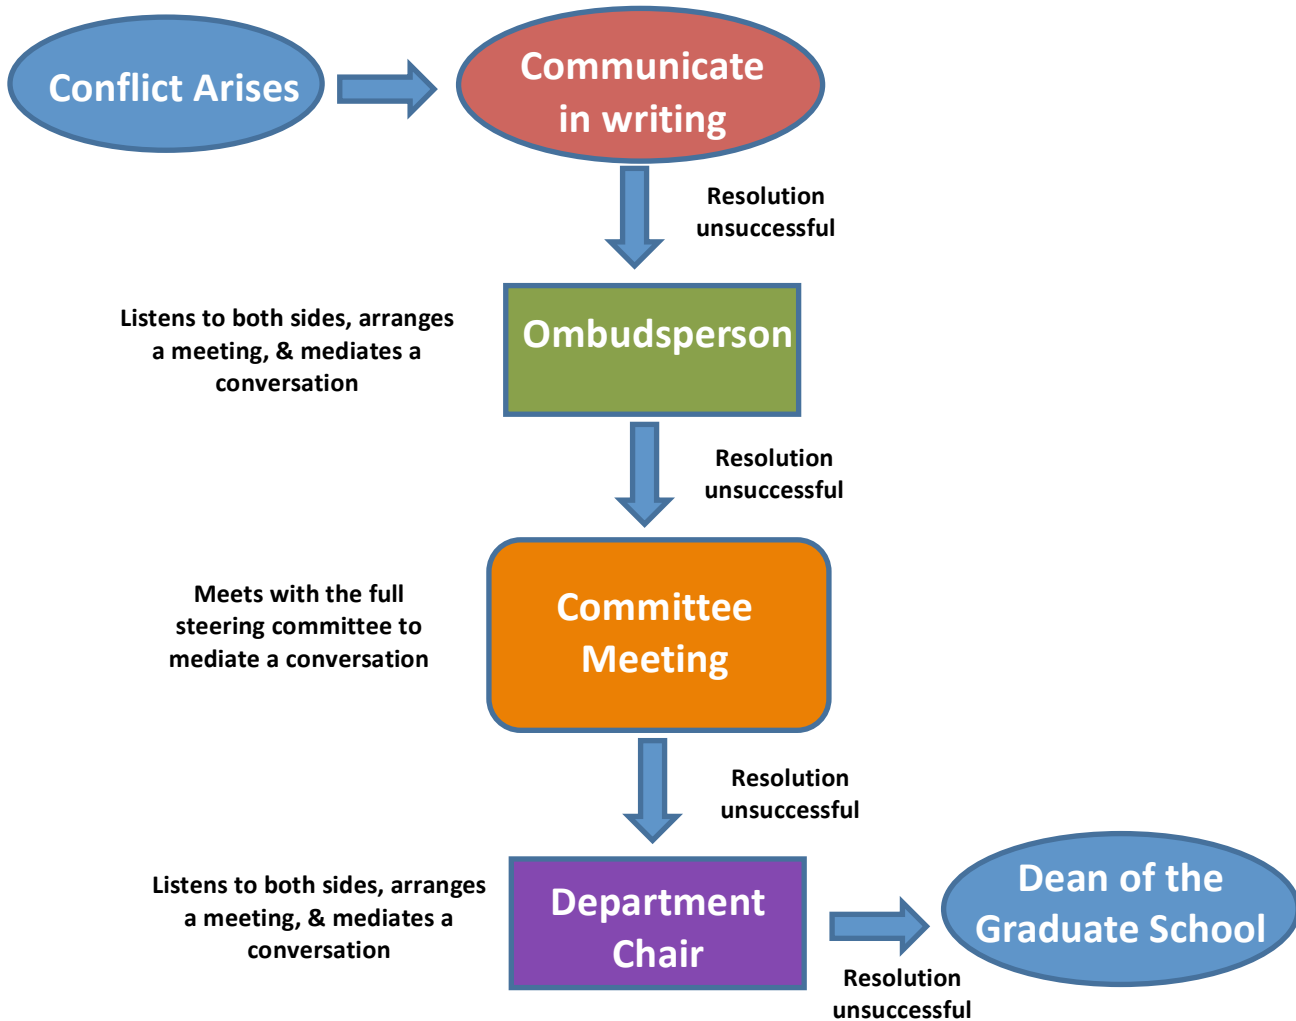 Conflict Arises
Communicate
in writing
Resolution
unsuccessful
Listens to both sides, arranges
a meeting, & mediates a
conversation
Ombudsperson
Resolution
unsuccessful
Meets with the full
steering committee to
mediate a conversation
Committee
Meeting
Resolution
unsuccessful
Listens to both sides, arranges
a meeting, & mediates a
conversation
Department
Chair
Resolution
unsuccessful
Dean of the
Graduate School